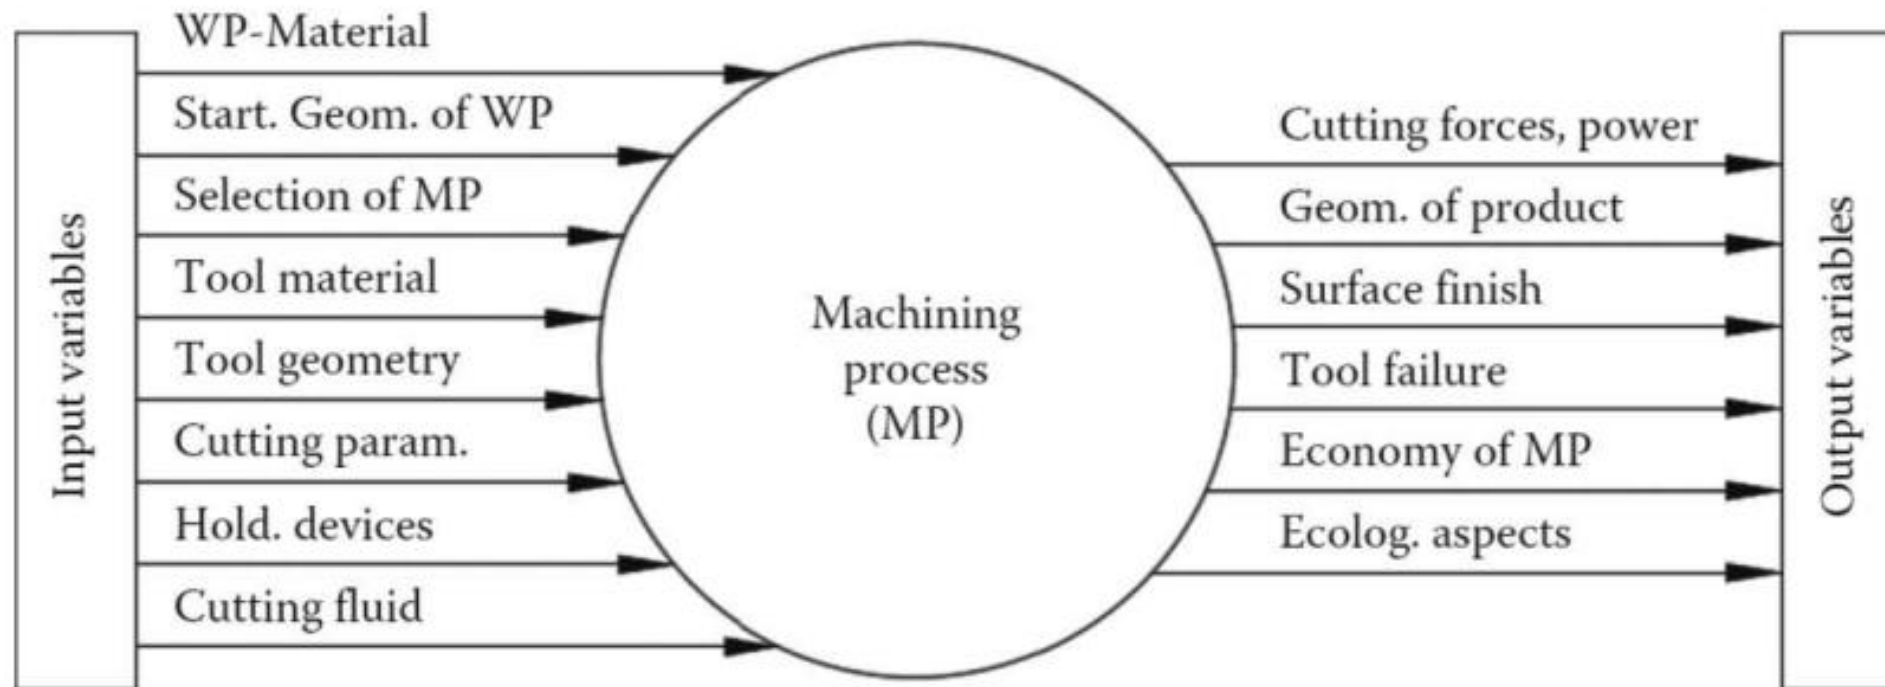 Input variables
WP-Material
Start. Geom. of WP
Selection of MP
Tool material
Tool geometry
Cutting param.
Hold. devices
Cutting fluid
Machining
process
(MP)
Cutting forces, power
Geom. of product
Surface finish
Tool failure
Economy of MP
Ecolog. aspects
Output variables